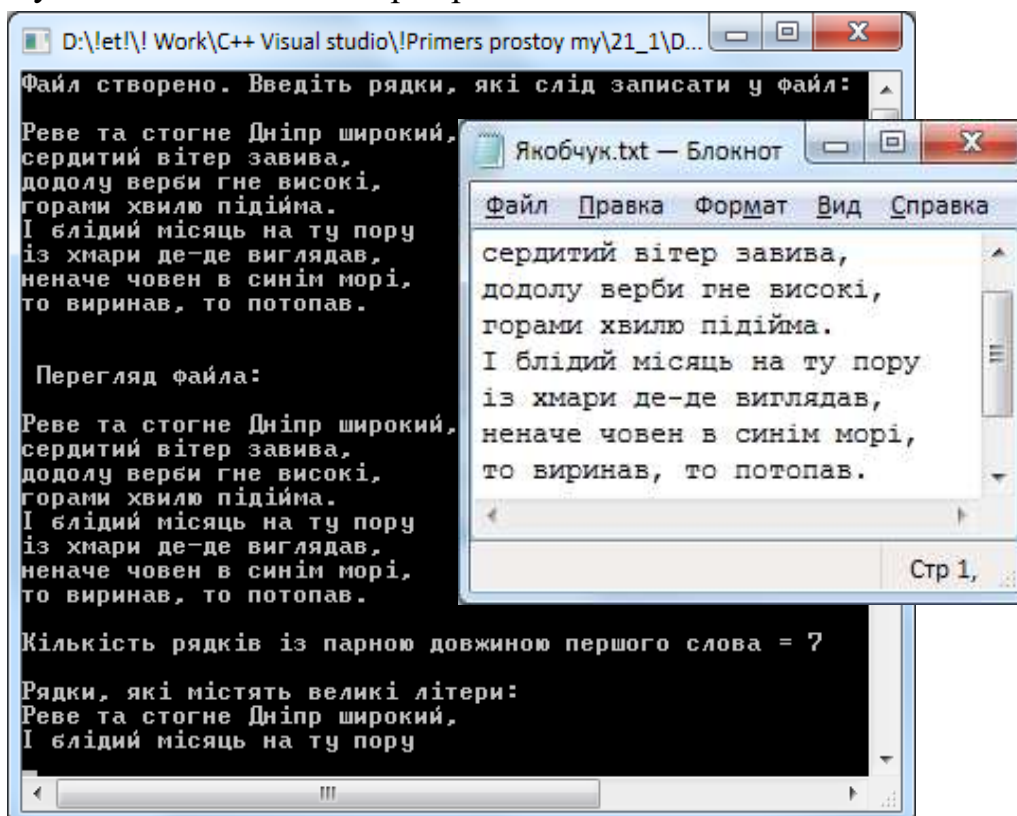 D:\!et!\! Work\C++ Visual studio\!Primers prostoy my\21_1\D...
Файл створено. Введіть рядки, які слід записати у файл:
Реве та стогне Дніпр широкий,
сердитий вітер завива,
додолу верби гне високі,
горами хвилю підійма.
І блідий місяць на ту пору
із хмари де-де виглядав,
неначе човен в синім морі,
то виринав, то потопав.
Перегляд файла:
Реве та стогне Дніпр широкий,
сердитий вітер завива,
додолу верби гне високі,
горами хвилю підійма.
І блідий місяць на ту пору
із хмари де-де виглядав,
неначе човен в синім морі,
то виринав, то потопав.
Кількість рядків із парною довжиною першого слова = 7
Рядки, які містять великі літери:
Реве та стогне Дніпр широкий,
І блідий місяць на ту пору
Якобчук.txt — Блокнот
Файл Правка Формат Вид Справка
сердитий вітер завива,
додолу верби гне високі,
горами хвилю підійма.
І блідий місяць на ту пору
із хмари де-де виглядав,
неначе човен в синім морі,
то виринав, то потопав.
Стр 1,